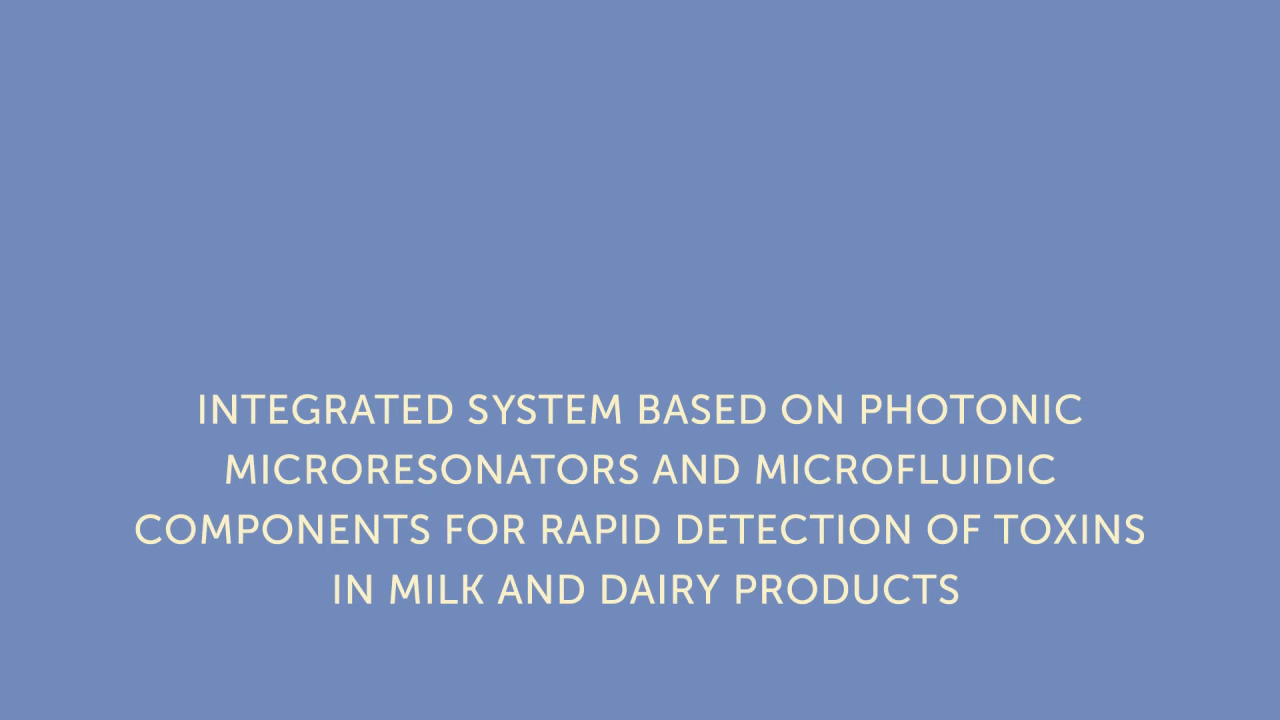 INTEGRATED SYSTEM BASED ON PHOTONIC
MICRORESONATORS AND MICROFLUIDIC
COMPONENTS FOR RAPID DETECTION OF TOXINS
IN MILK AND DAIRY PRODUCTS